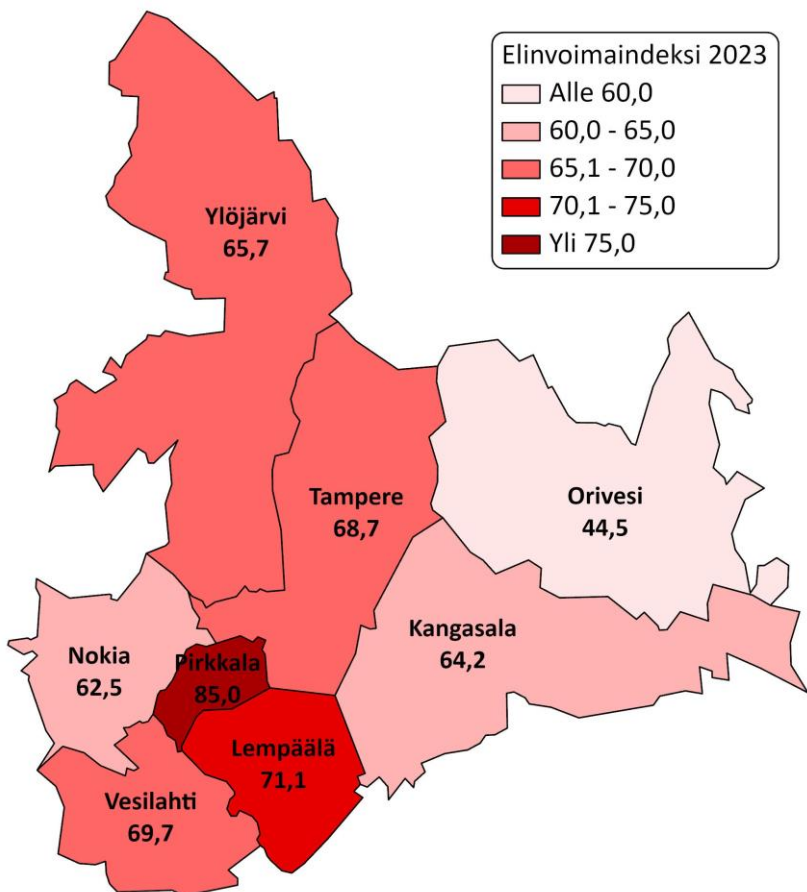 Elinvoimaindeksi 2023
Alle 60,0
60,0 - 65,0
65,1 - 70,0
70,1 - 75,0
Yli 75,0
Ylöjärvi
65,7
Tampere
68,7
Orivesi
44,5
Kangasala
64,2
Nokia
62,5
Pirkkala
85,0
Lempäälä
71,1
Vesilahti
69,7